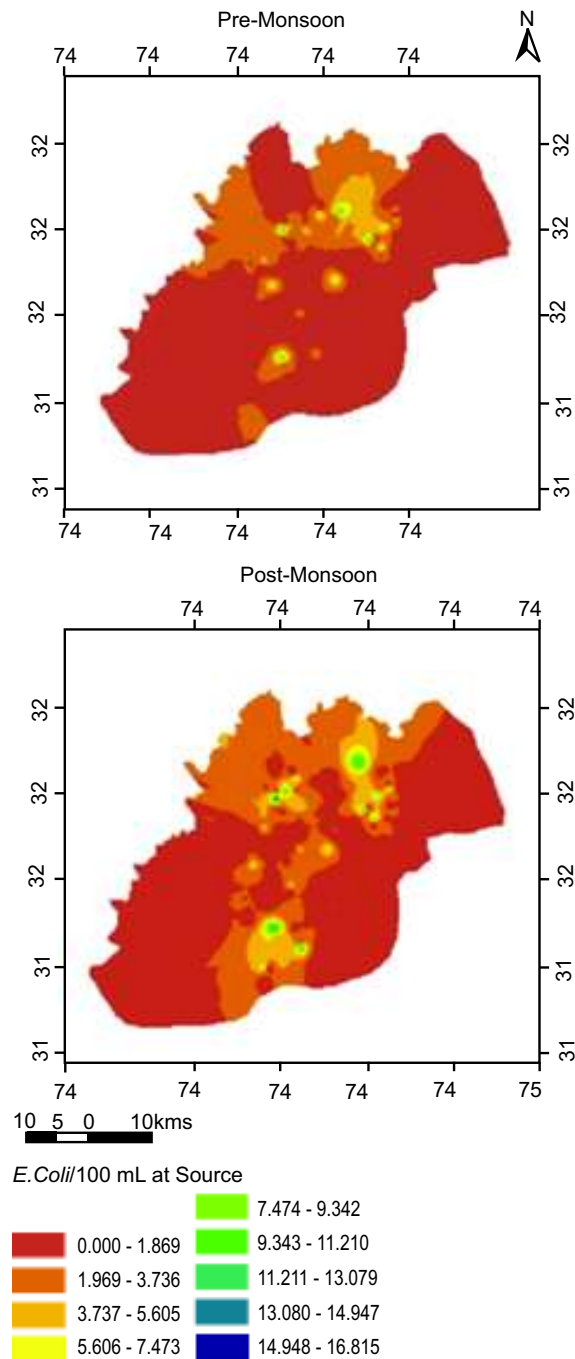 Pre-Monsoon
N
74 74 74 74 74
32 32
32 32
32 32
31 31
31 31
74 74 74 74 74
Post-Monsoon
74 74 74 74 74
32 32
32 32
32 32
31 31
31 31
74 74 74 74 74 75
10 5 0 10kms
E.Coli/100 mL at Source
7.474 - 9.342
0.000 - 1.869 9.343 - 11.210
1.969 - 3.736 11.211 - 13.079
3.737 - 5.605 13.080 - 14.947
5.606 - 7.473 14.948 - 16.815